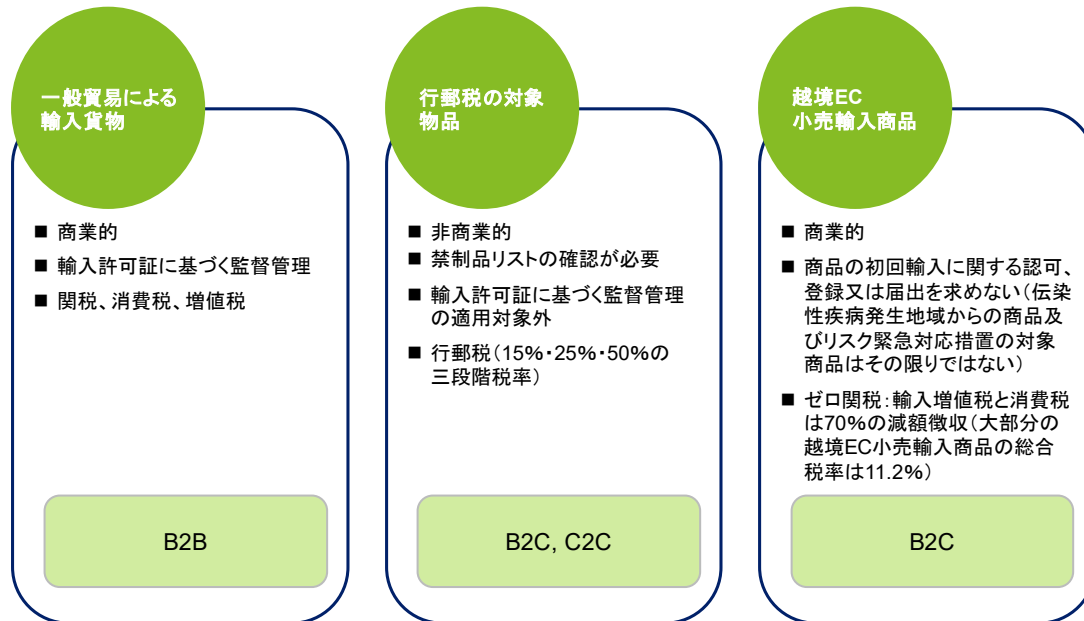 一般貿易による
輸入貨物
■ 商業的
■ 輸入許可証に基づく監督管理
■ 関税、消費税、増値税
B2B
行郵税の対象
物品
■ 非商業的
■ 禁制品リストの確認が必要
■ 輸入許可証に基づく監督管理
の適用対象外
■ 行郵税(15%・25%・50%の
三段階税率)
B2C, C2C
越境EC
小売輸入商品
■ 商業的
■ 商品の初回輸入に関する認可、
登録又は届出を求めない(伝染
性疾病発生地域からの商品及
びリスク緊急対応措置の対象
商品はその限りではない)
■ ゼロ関税:輸入増値税と消費税
は70%の減額徴収(大部分の
越境EC小売輸入商品の総合
税率は11.2%)
B2C